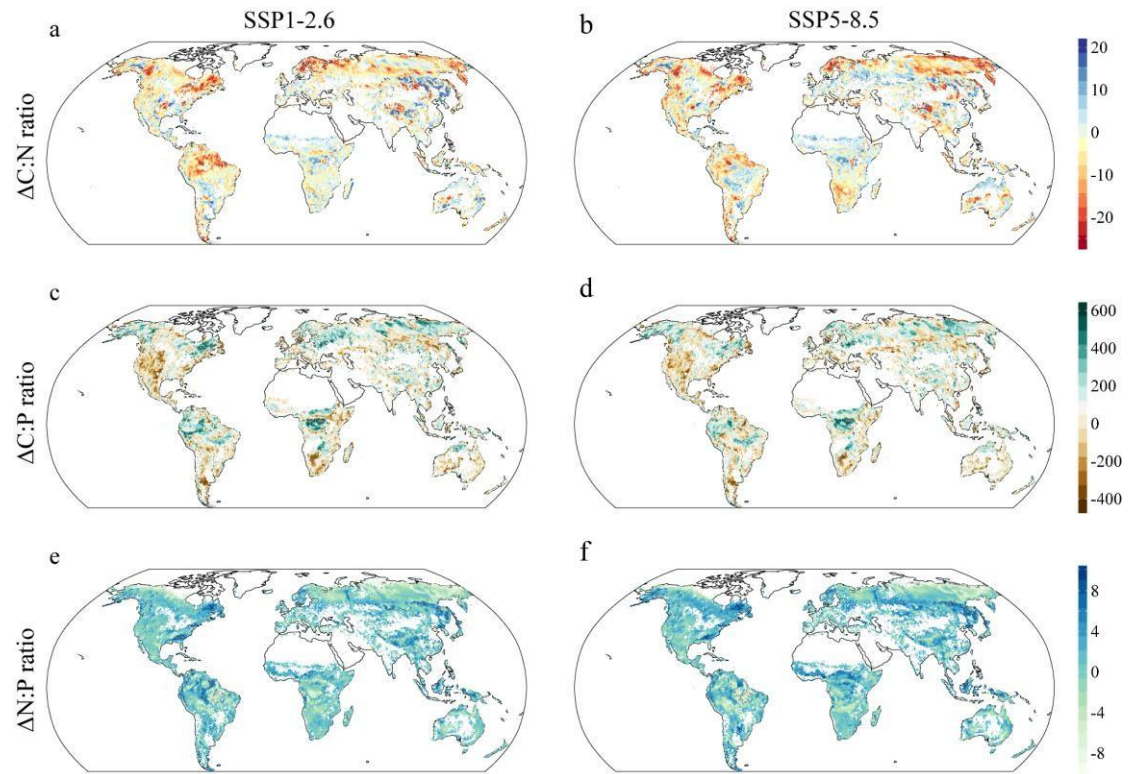 SSP1-2.6
SSP5-8.5
a
b
ΔC:N ratio
20
10
0
-10
-20
c
d
ΔC:P ratio
600
400
200
0
-200
-400
e
f
ΔN:P ratio
8
4
0
-4
-8